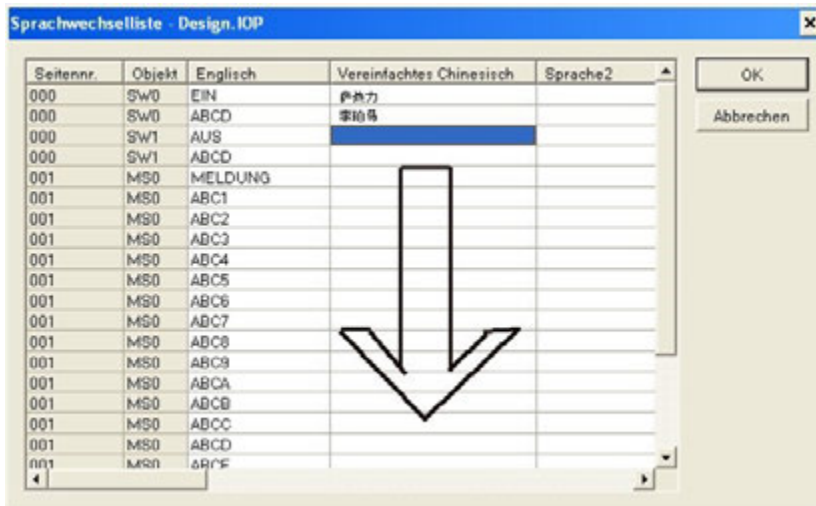 Sprachwechselliste - Design.IOP
Seitennr. Objekt Englisch Vereinfachtes Chinesisch Sprache2
OK
000 SW0 EIN
Abbrechen
000 SW0 ABCD
000 SW1 AUS
000 SW1 ABCD
001 MS0 MELDUNG
001 MS0 ABC1
001 MS0 ABC2
001 MS0 ABC3
001 MS0 ABC4
001 MS0 ABC5
001 MS0 ABC6
001 MS0 ABC7
001 MS0 ABC8
001 MS0 ABC9
001 MS0 ABCA
001 MS0 ABCB
001 MS0 ABCC
001 MS0 ABCD
001 MS0